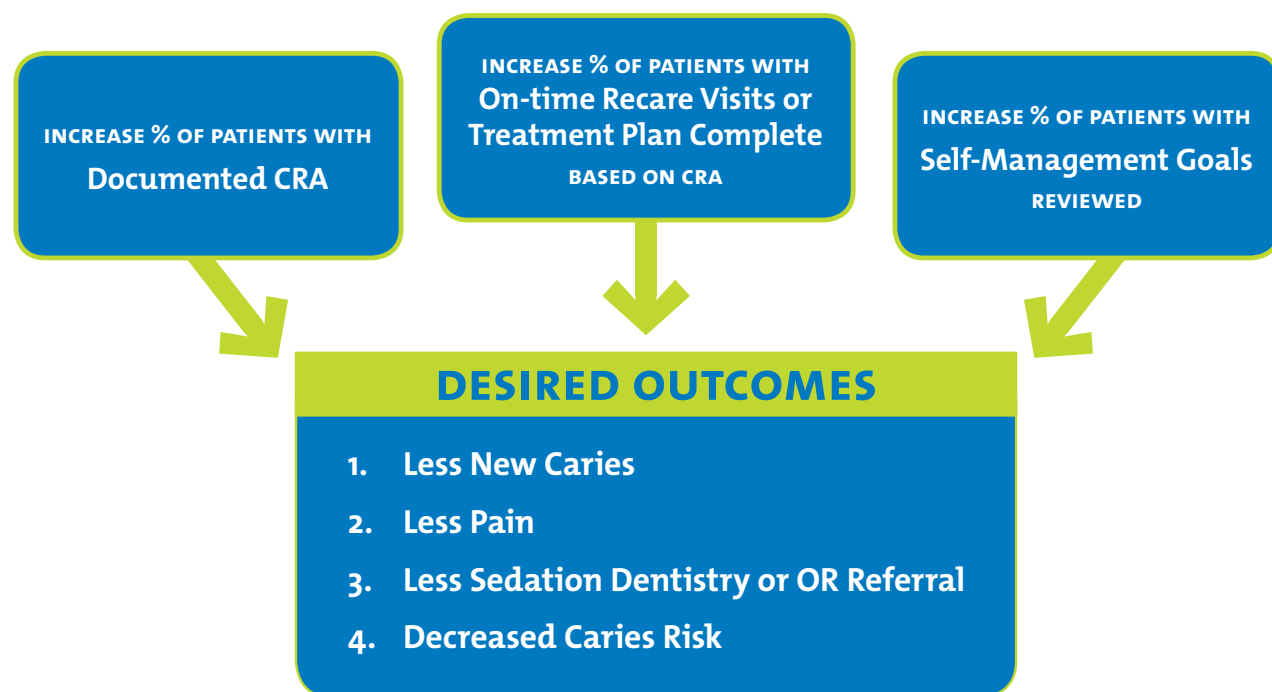 INCREASE % OF PATIENTS WITH
Documented CRA
INCREASE % OF PATIENTS WITH
On-time Recare Visits or
Treatment Plan Complete
BASED ON CRA
INCREASE % OF PATIENTS WITH
Self-Management Goals
REVIEWED
DESIRED OUTCOMES
1. Less New Caries
2. Less Pain
3. Less Sedation Dentistry or OR Referral
4. Decreased Caries Risk